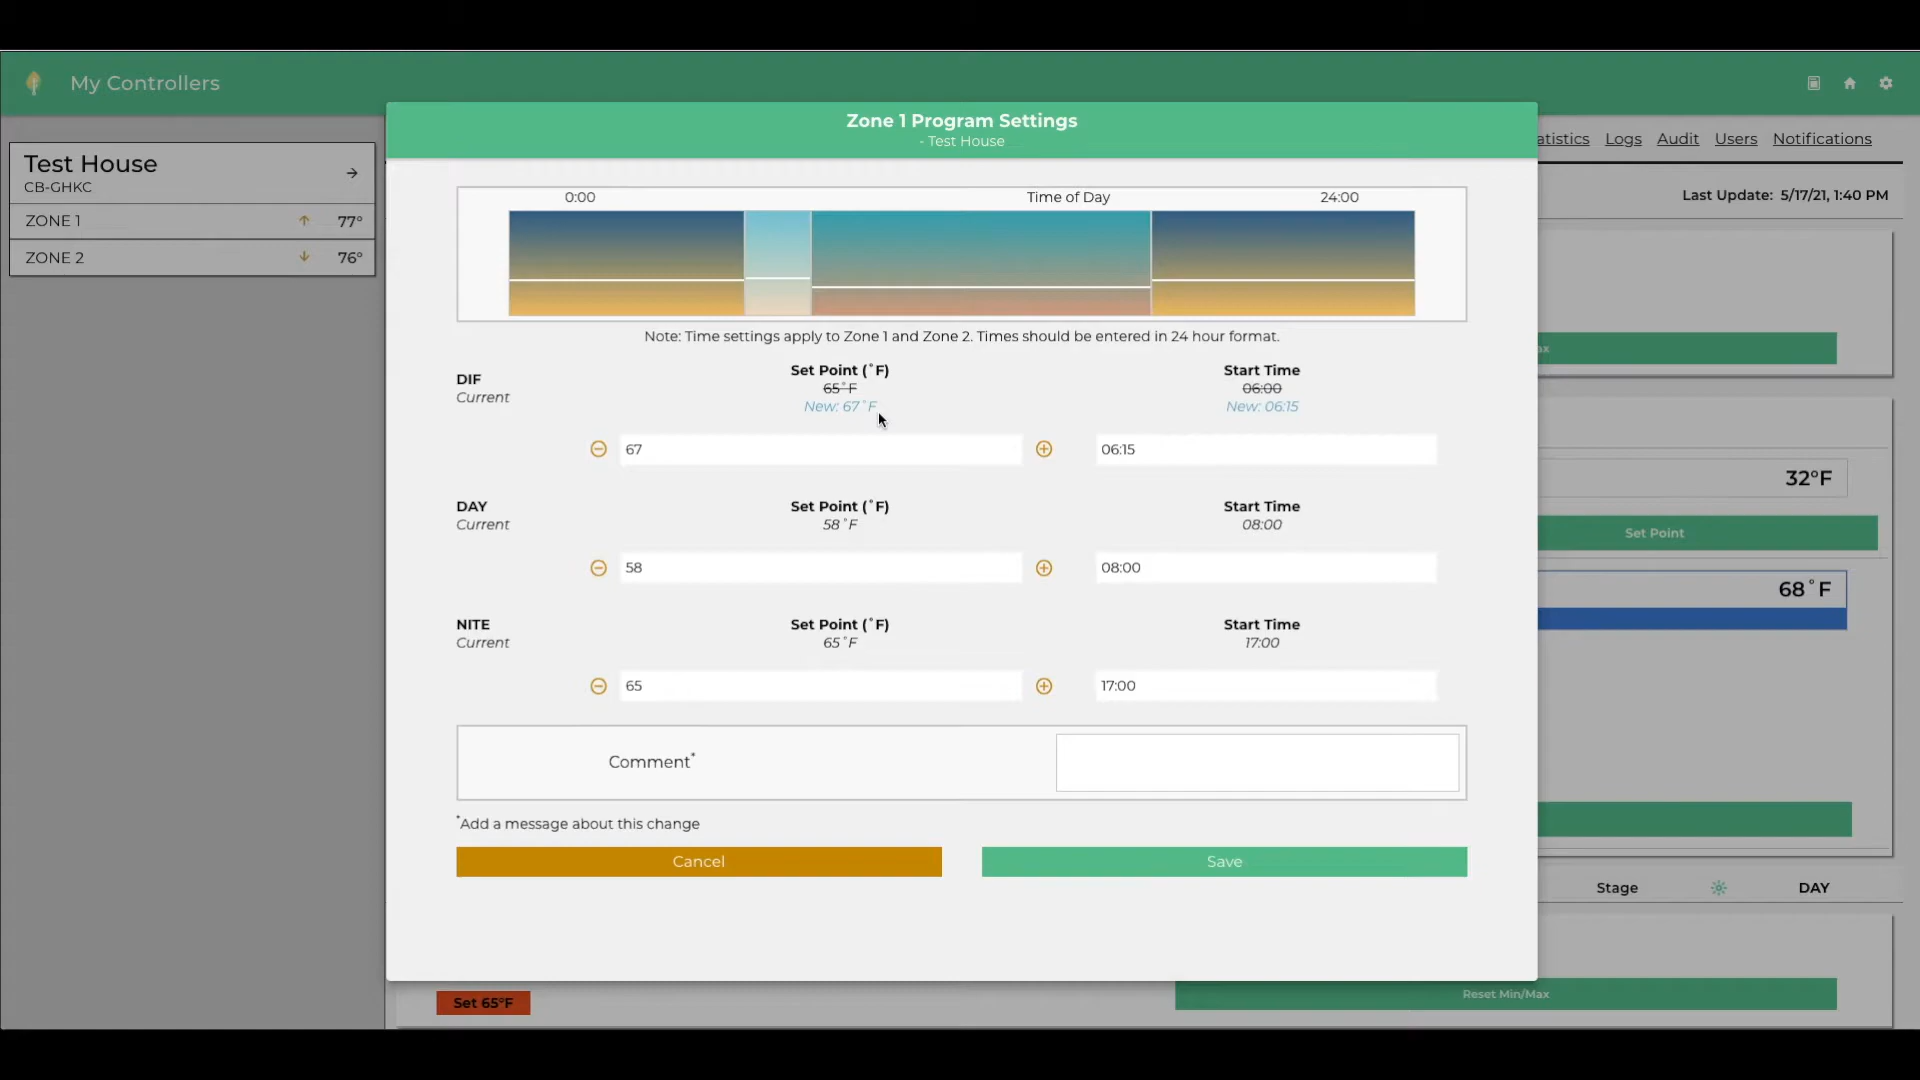 My Controllers
Test House
CB-GHKC
ZONE 1 77°
ZONE 2 76°
Logs Audit Users Notifications
Last Update: 5/17/21, 1:40 PM
Zone 1 Program Settings
- Test House
0:00 Time of Day 24:00
Note: Time settings apply to Zone 1 and Zone 2. Times should be entered in 24 hour format.
DIF Set Point (˚F) Start Time
Current 65˚F 06:00
New: 67˚F New: 06:15
67 06:15
DAY Set Point (˚F) Start Time
Current 58˚F 08:00
58 08:00
NITE Set Point (˚F) Start Time
Current 65˚F 17:00
65 17:00
Comment*
*Add a message about this change
Cancel Save
32°F
Set Point
68˚F
Stage DAY
Set 65°F
Reset Min/Max